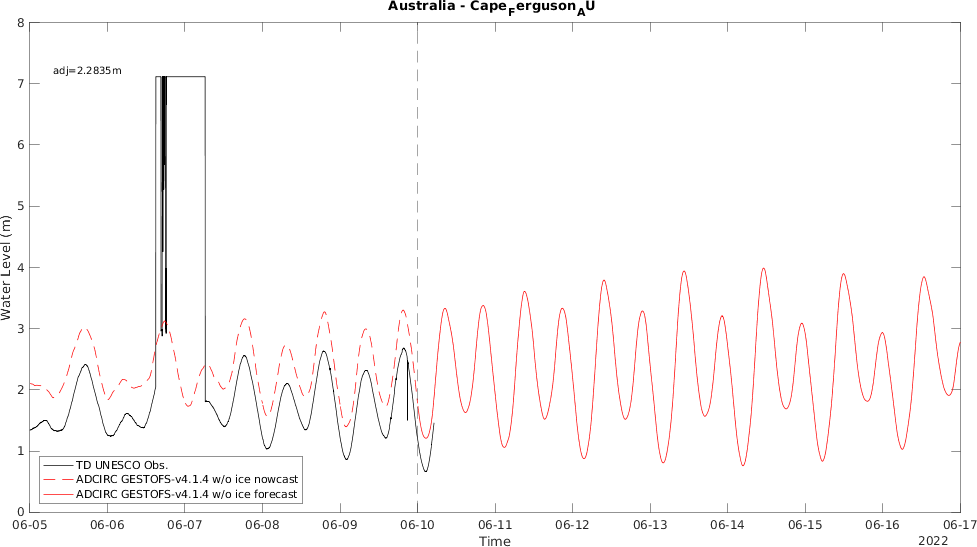 Australia - Cape_Ferguson_AU
adj=2.2835m
8
7
6
5
4
3
2
1
0
Water Level (m)
TD UNESCO Obs.
ADCIRC GESTOFS-v4.1.4 w/o ice nowcast
ADCIRC GESTOFS-v4.1.4 w/o ice forecast
06-05 06-06 06-07 06-08 06-09 06-10 06-11 06-12 06-13 06-14 06-15 06-16 06-17
Time
2022